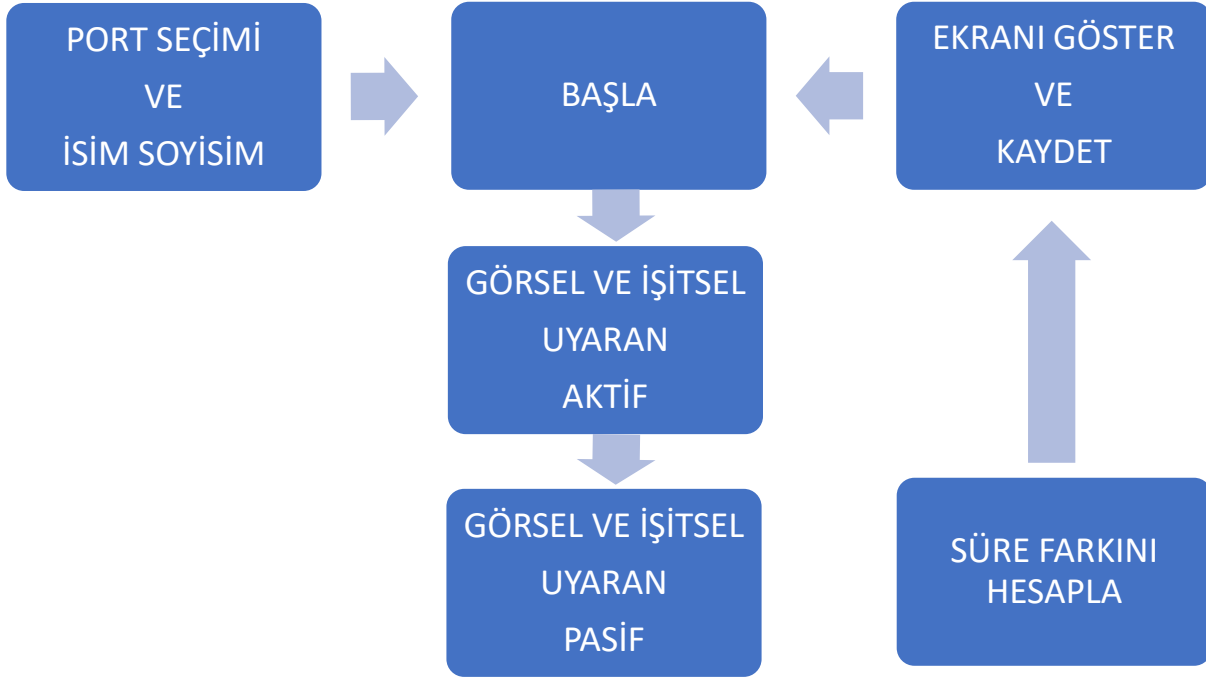 PORT SEÇİMİ
VE
İSİM SOYİSİM
BAŞLA
EKRANI GÖSTER
VE
KAYDET
GÖRSEL VE İŞİTSEL
UYARAN
AKTİF
GÖRSEL VE İŞİTSEL
UYARAN
PASİF
SÜRE FARKINI
HESAPLA